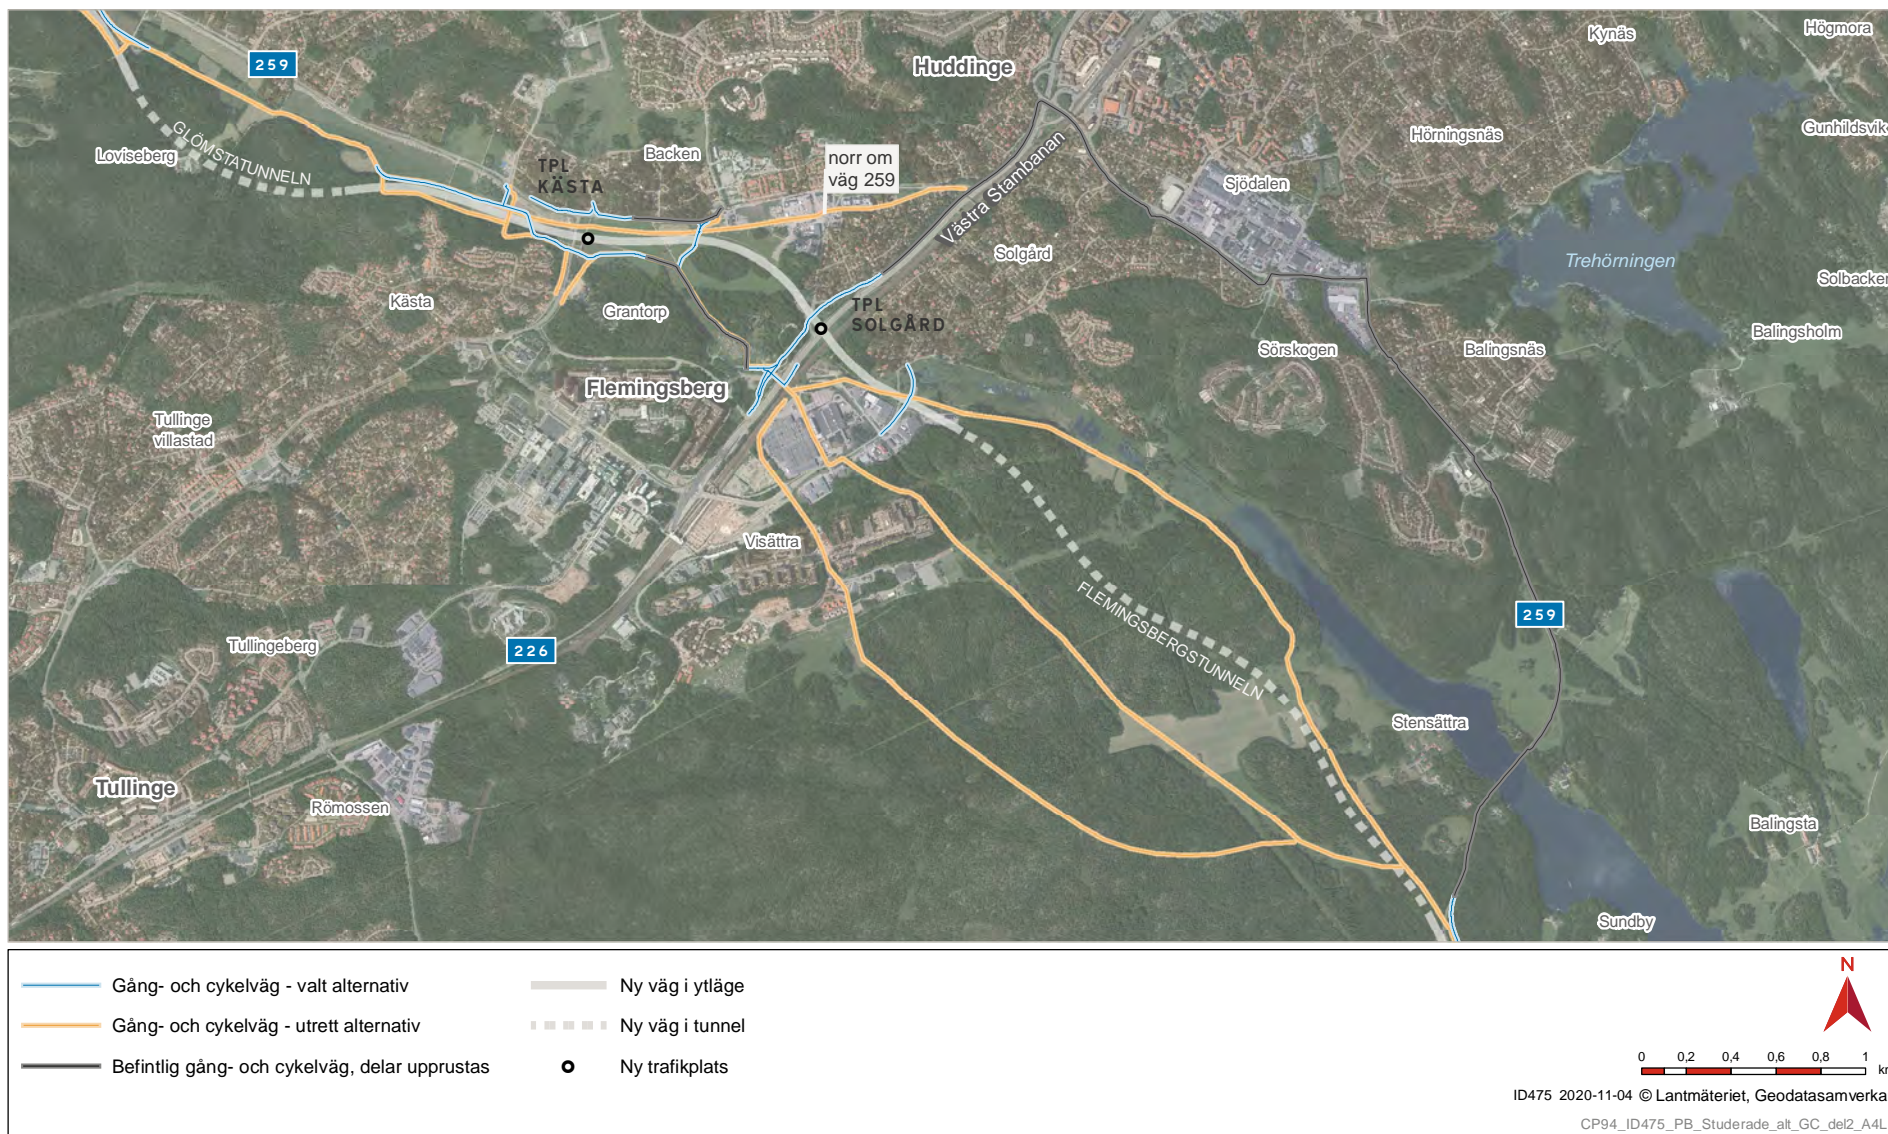 Kynäs
Högmora
259
Huddinge
GLÖMSTATUNNELN
Loviseberg
Backen
TPL
KÄSTA
norr om
väg 259
Västra Stambanan
Hörningsnäs
Gunhildsvik
Sjödalen
Solgård
Trehörningen
Solbacken
Kästa
Grantorp
TPL
SOLGÅRD
Balingsholm
Sörskogen
Balingsnäs
Flemingsberg
Tullinge
villastad
Visättra
FLEMINGSBERGSTUNNELN
259
Tullingeberg
226
Stensättra
Tullinge
Römossen
Balingsta
Sundby
Gång- och cykelväg - valt alternativ
Gång- och cykelväg - utrett alternativ
Befintlig gång- och cykelväg, delar upprustas
Ny väg i ytläge
Ny väg i tunnel
Ny trafikplats
N
0 0,2 0,4 0,6 0,8 1
km
ID475 2020-11-04 © Lantmäteriet, Geodatasamverka
CP94_ID475_PB_Studerade_alt_GC_del2_A4L